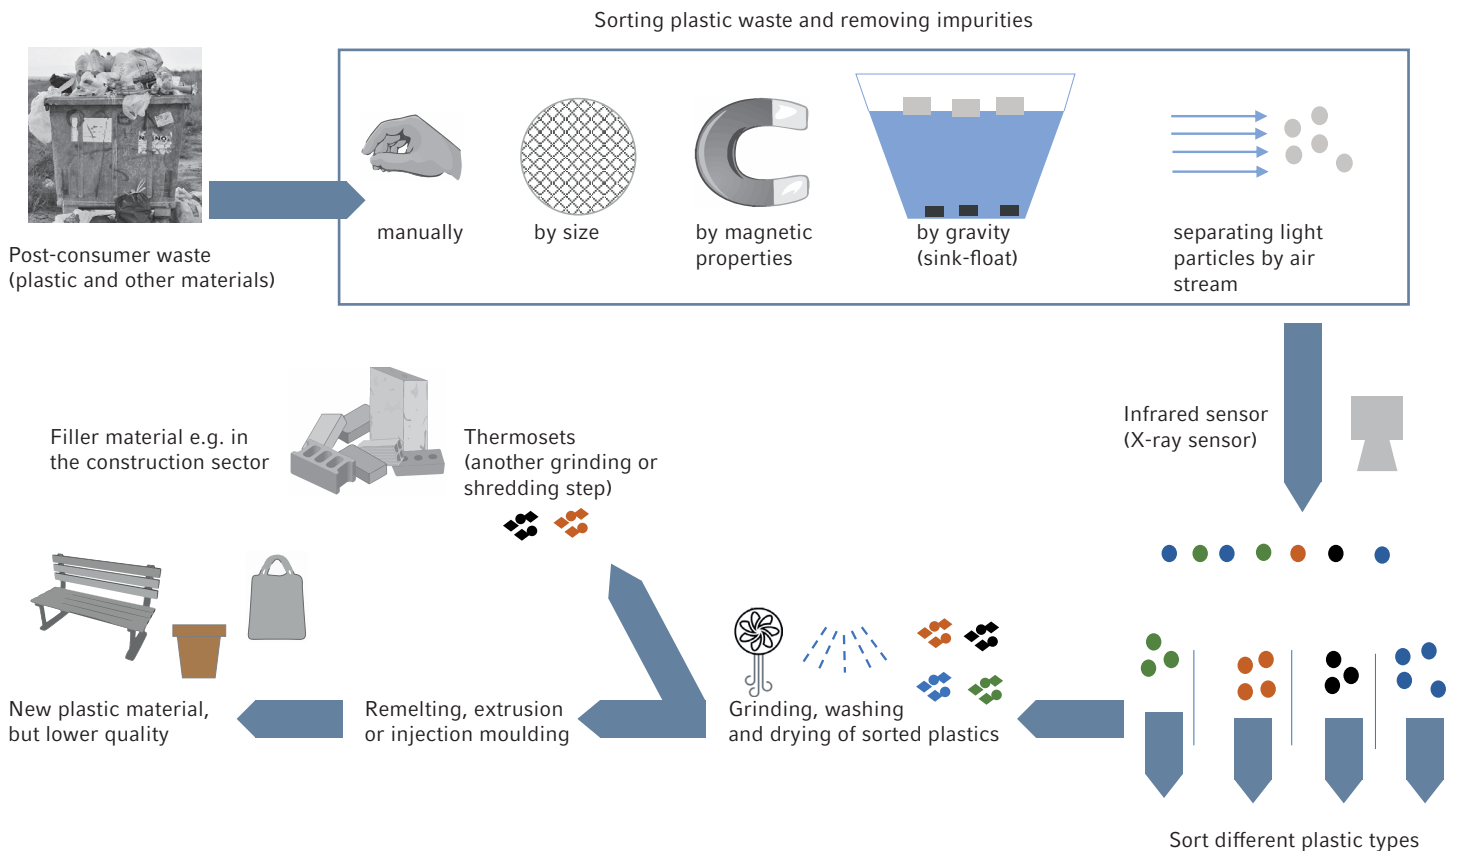 Sorting plastic waste and removing impurities
Post-consumer waste
(plastic and other materials)
manually
by size
by magnetic
properties
by gravity
(sink-float)
separating light
particles by air
stream
Infrared sensor
(X-ray sensor)
Filler material e.g. in
the construction sector
Thermosets
(another grinding or
shredding step)
New plastic material,
but lower quality
Remelting, extrusion
or injection moulding
Grinding, washing
and drying of sorted plastics
Sort different plastic types